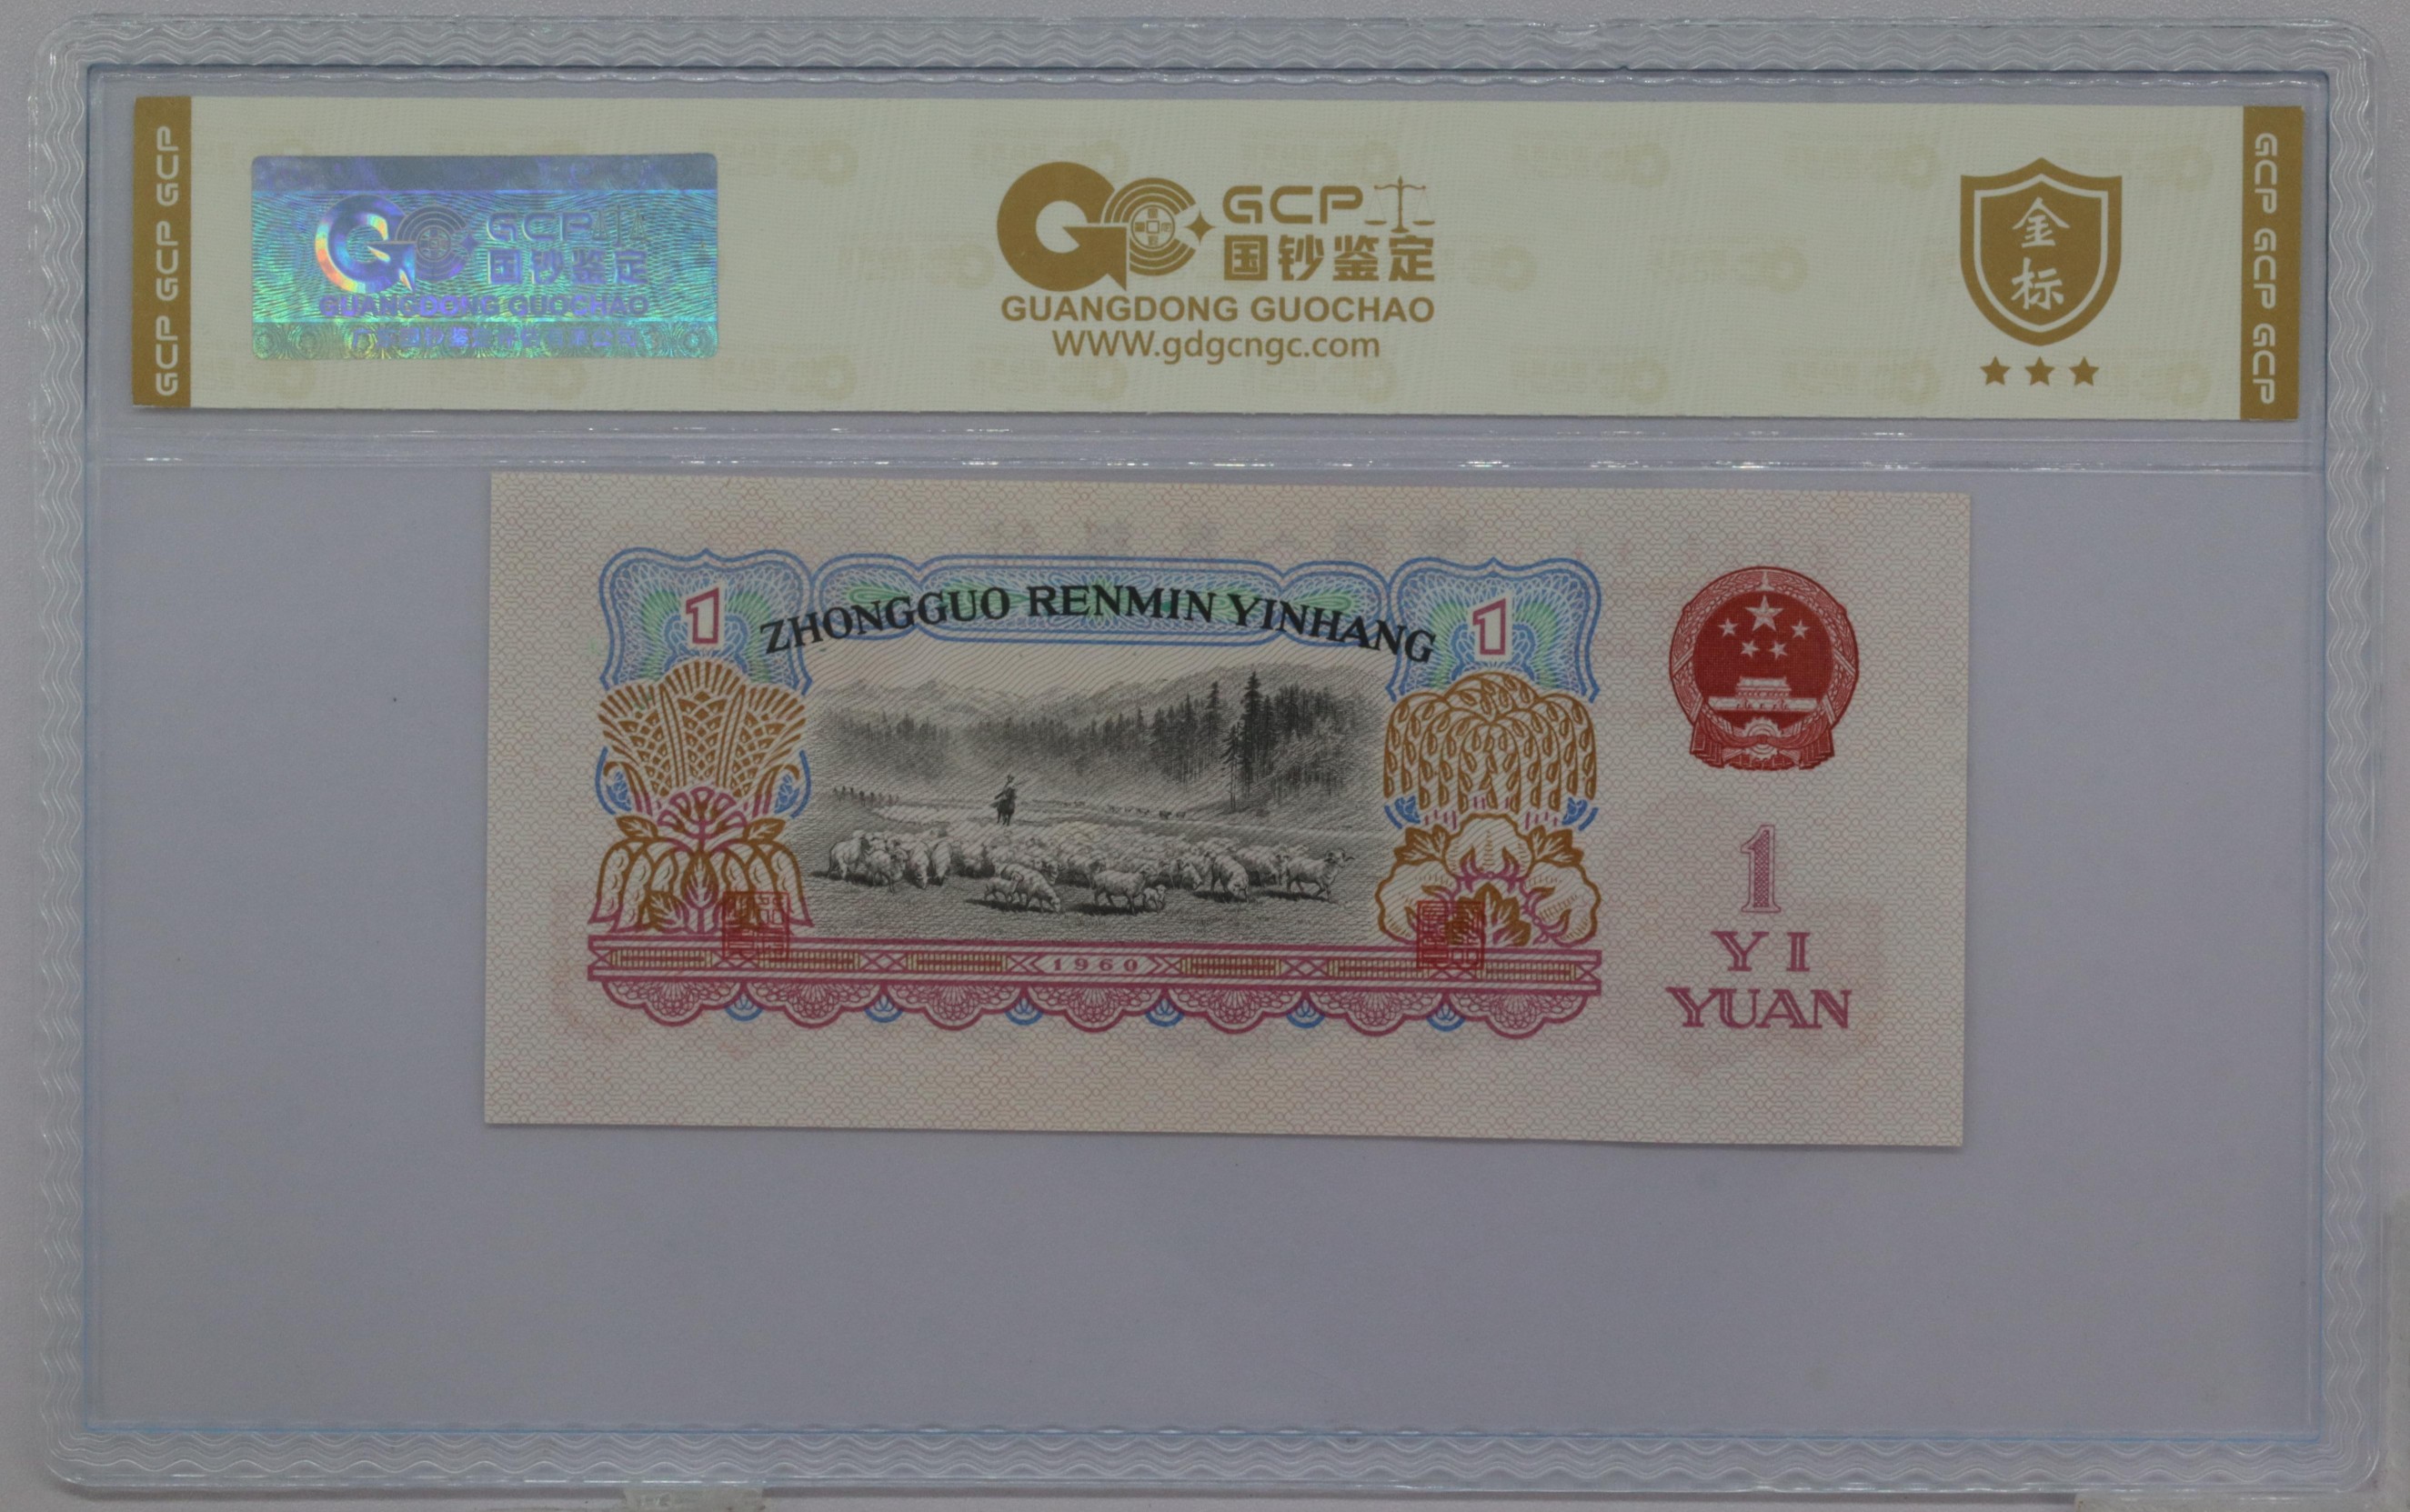 GCP GCP GCP
GCP
国钞鉴定
GUANGDONG GUOCHAO
GCP
国钞鉴定
GUANGDONG GUOCHAO
www.gdgcngc.com
金
标
GCP GCP GCP
ZHONGGUO RENMIN YINHANG
1
1
1960
1
YI
YUAN